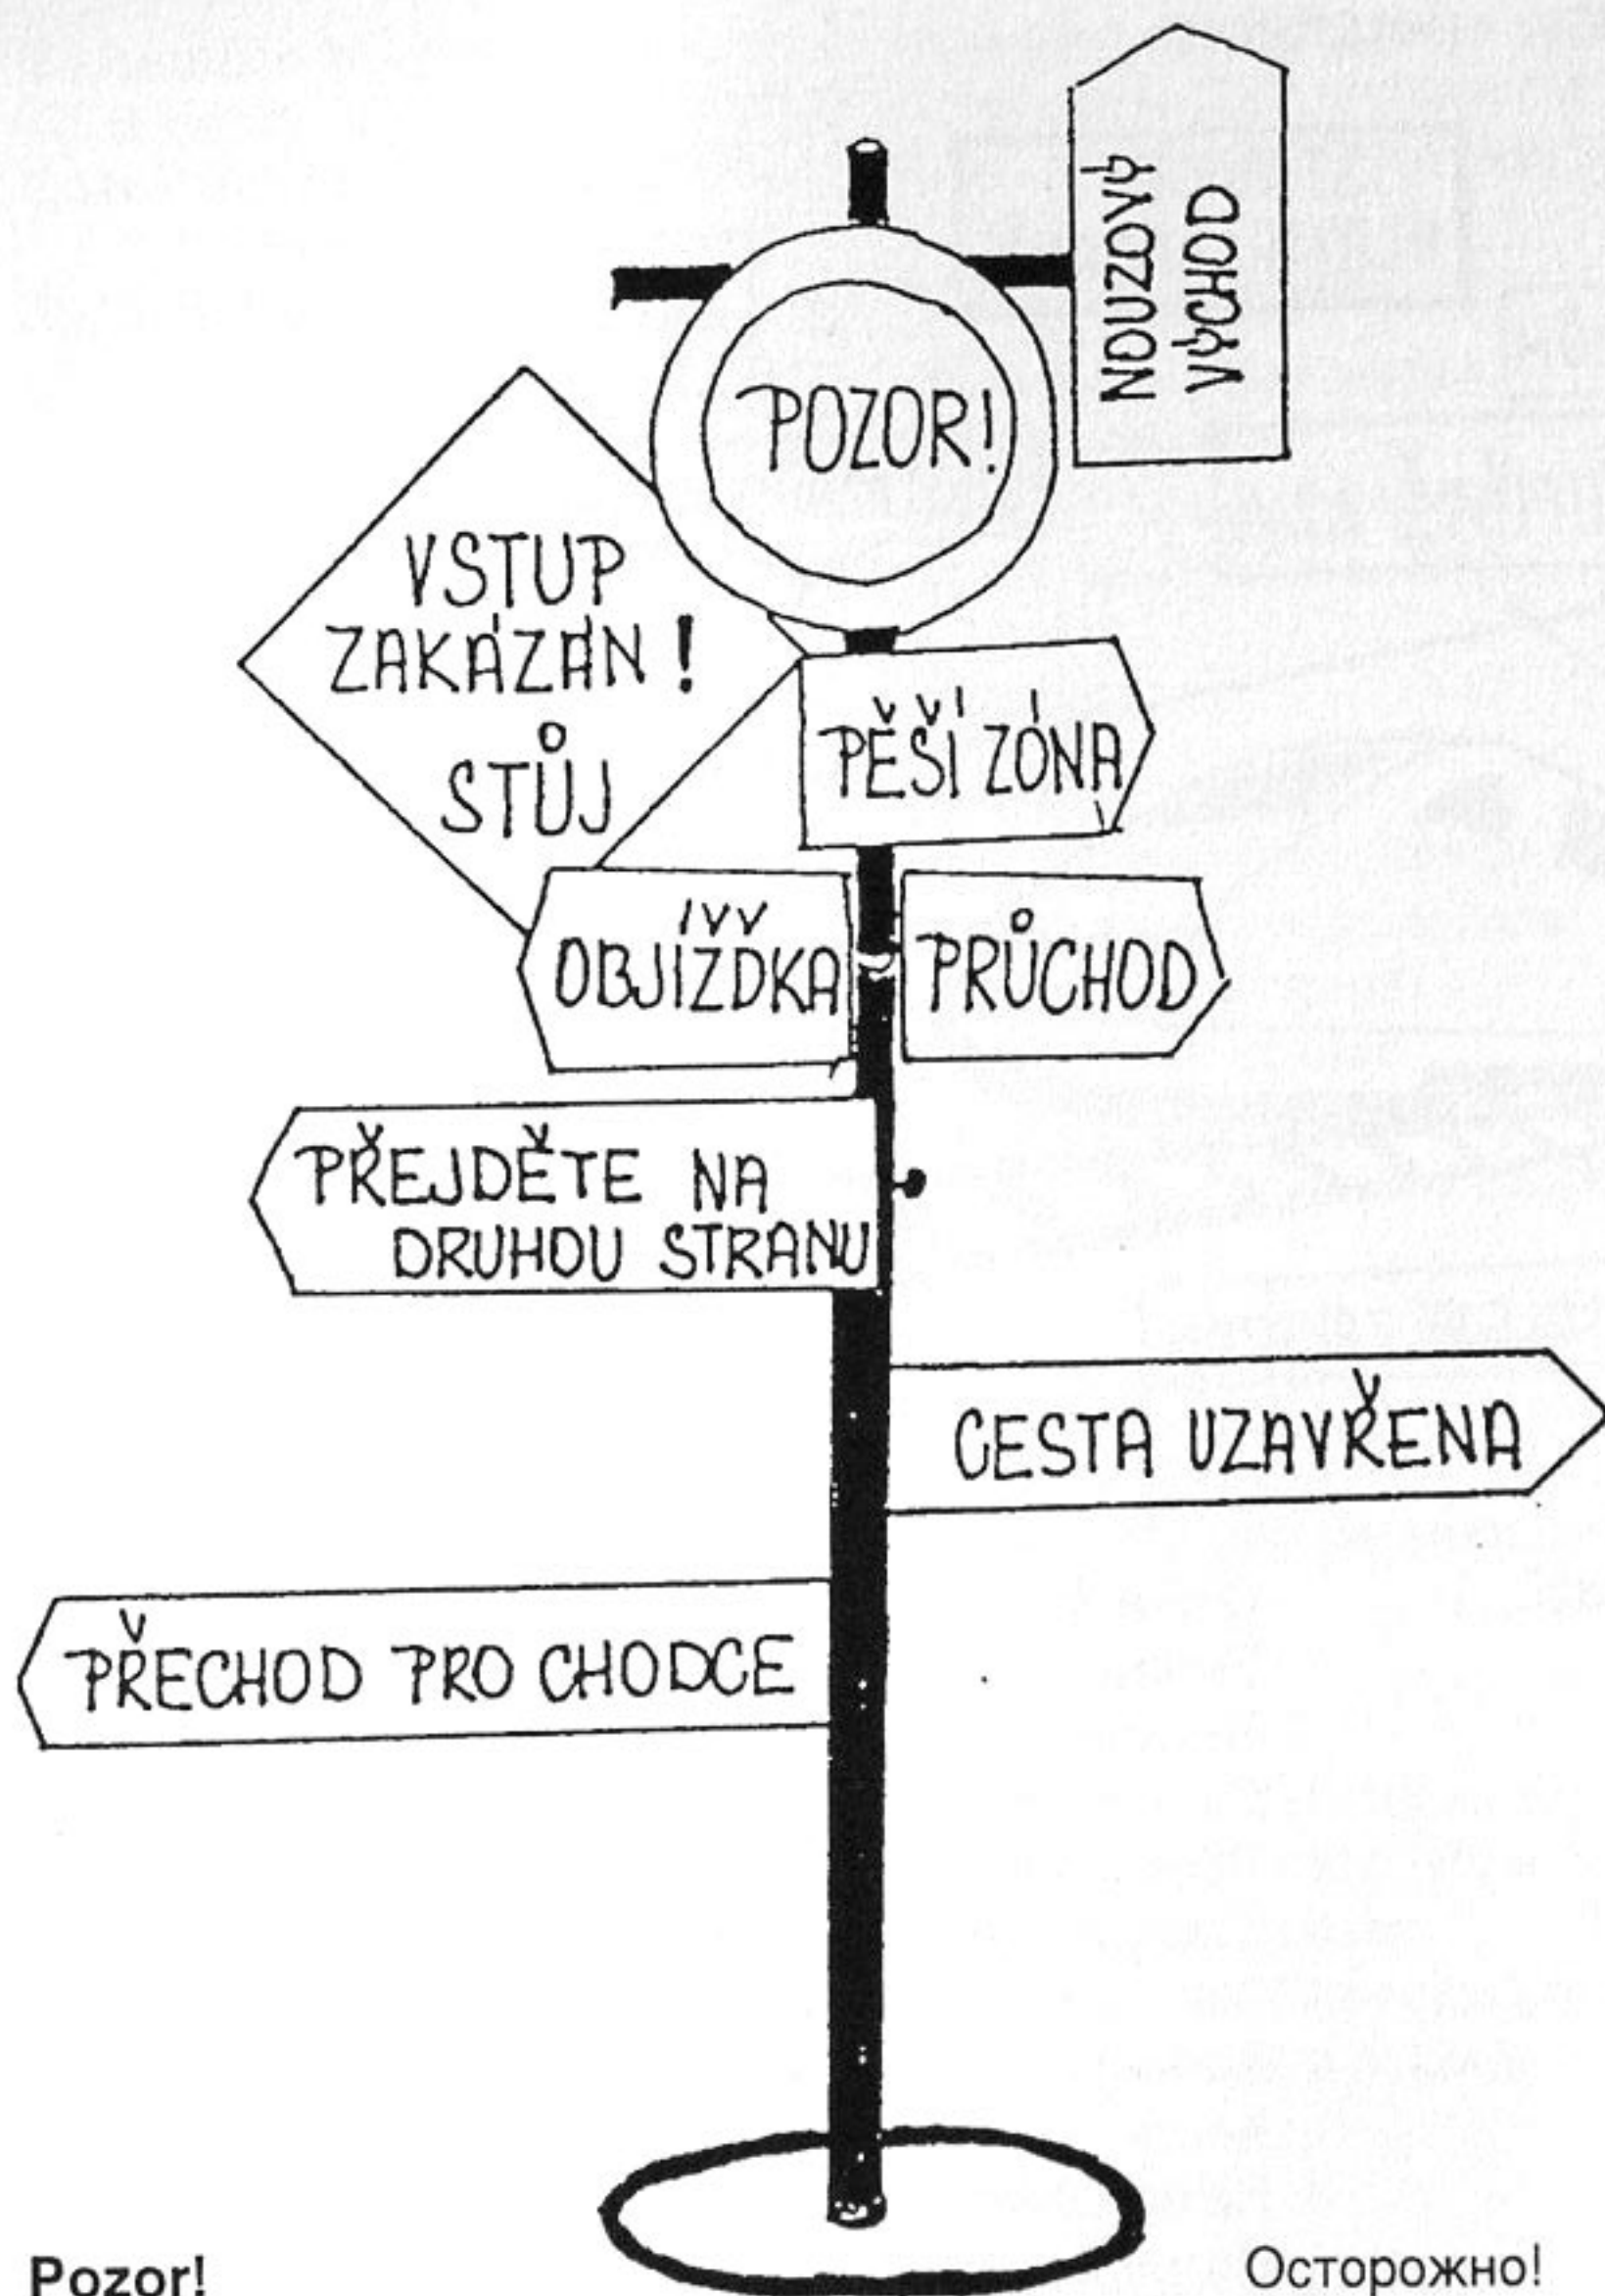 NOUZOVÝ
VÝCHOD
POZOR!
VSTUP
ZAKÁZÁN!
STŮJ
PĚŠÍ ZÓNA
OBJÍŽĎKA
PRŮCHOD
PŘEJDĚTE NA
DRUHOU STRANU
CESTA UZAVŘENA
PŘECHOD PRO CHODCE
Pozor!
Осторожно!